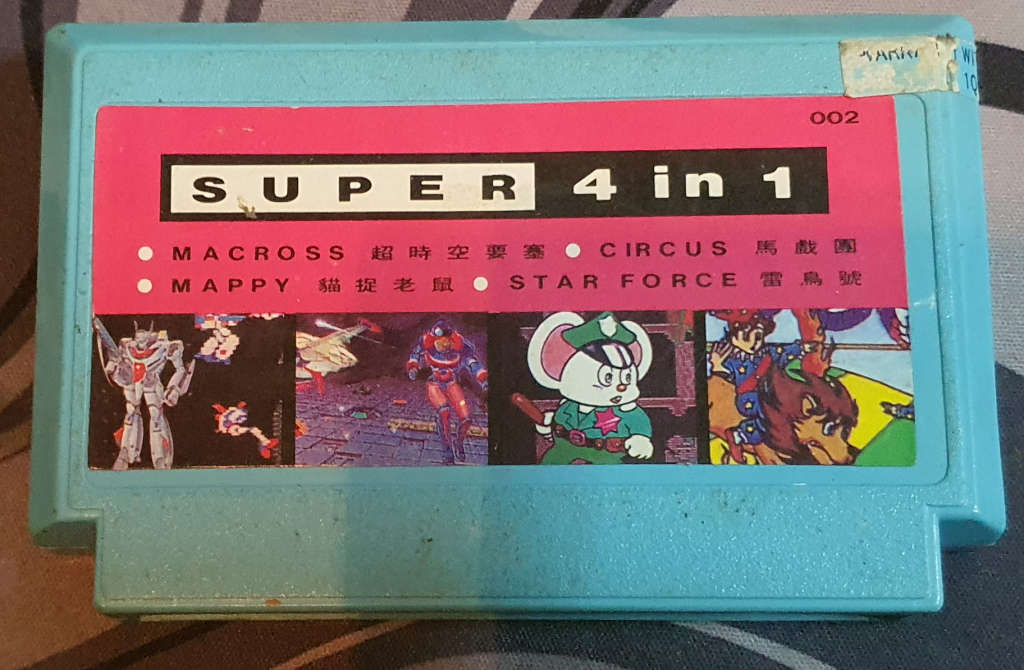 002
SUPER 4 in 1
● MACROSS 超時空要塞 ● CIRCUS 馬戲團
● MAPPY 貓捉老鼠 ● STAR FORCE 雷鳥號